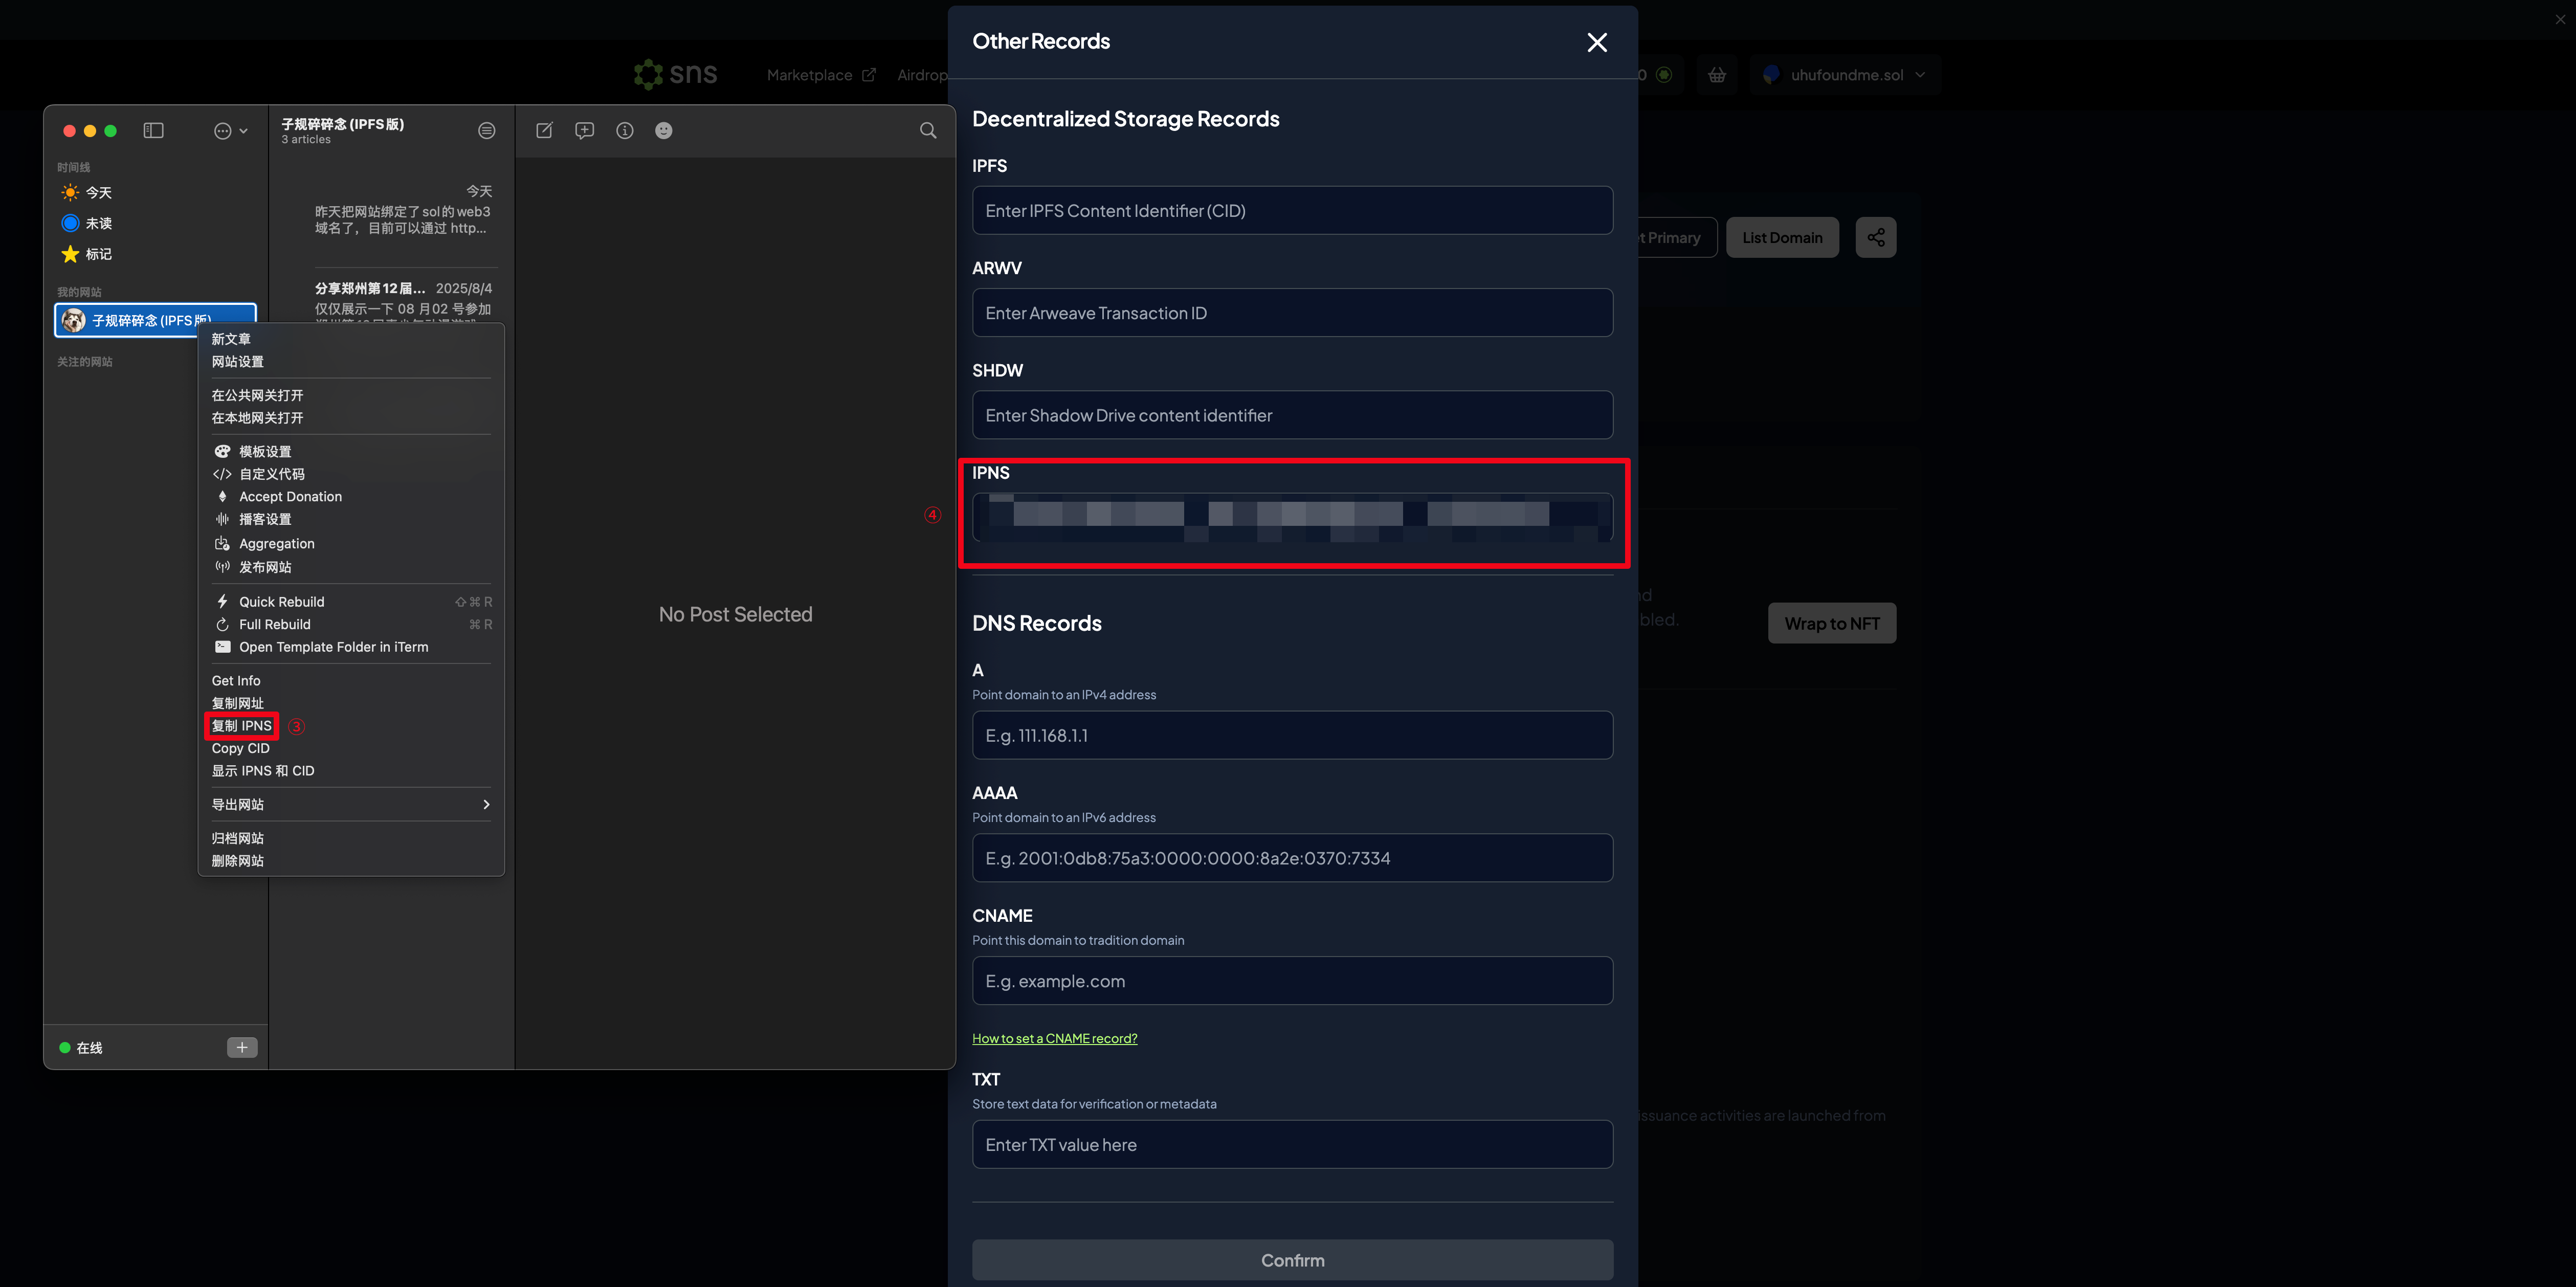 sns
Marketplace
Airdrop
0
uhufoundme.sol
子规碎碎念 (IPFS 版)
3 articles
时间线
今天
未读
标记
我的网站
子规碎碎念 (IPFS 版)
关注的网站
今天
昨天把网站绑定了 sol 的 web3
域名了，目前可以通过 http...
分享郑州第 12 届... 2025/8/4
仅仅展示一下 08 月02 号参加
新文章
网站设置
在公共网关打开
在本地网关打开
模板设置
</> 自定义代码
Accept Donation
播客设置
Aggregation
发布网站
Quick Rebuild ⇧⌘R
Full Rebuild ⌘R
Open Template Folder in iTerm
Get Info
复制网址
复制 IPNS ③
Copy CID
显示 IPNS 和 CID
导出网站
归档网站
删除网站
在线
No Post Selected
Other Records
Decentralized Storage Records
IPFS
Enter IPFS Content Identifier (CID)
ARWV
Enter Arweave Transaction ID
SHDW
Enter Shadow Drive content identifier
IPNS
④
DNS Records
A
Point domain to an IPv4 address
E.g. 111.168.1.1
AAAA
Point domain to an IPv6 address
E.g. 2001:0db8:75a3:0000:0000:8a2e:0370:7334
CNAME
Point this domain to tradition domain
E.g. example.com
How to set a CNAME record?
TXT
Store text data for verification or metadata
Enter TXT value here
Confirm
t Primary
List Domain
bled.
Wrap to NFT
issuance activities are launched from